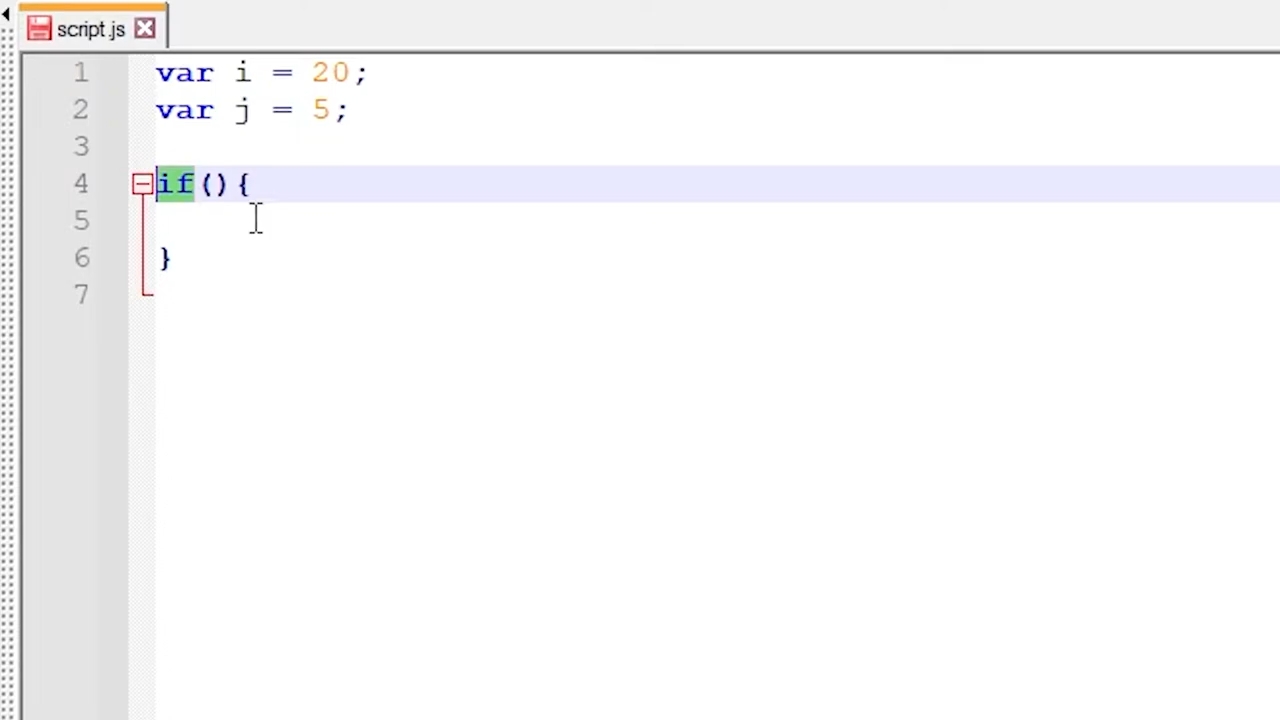 script.js
1 var i = 20;
2 var j = 5;
3
4 if(){
5
6 }
7